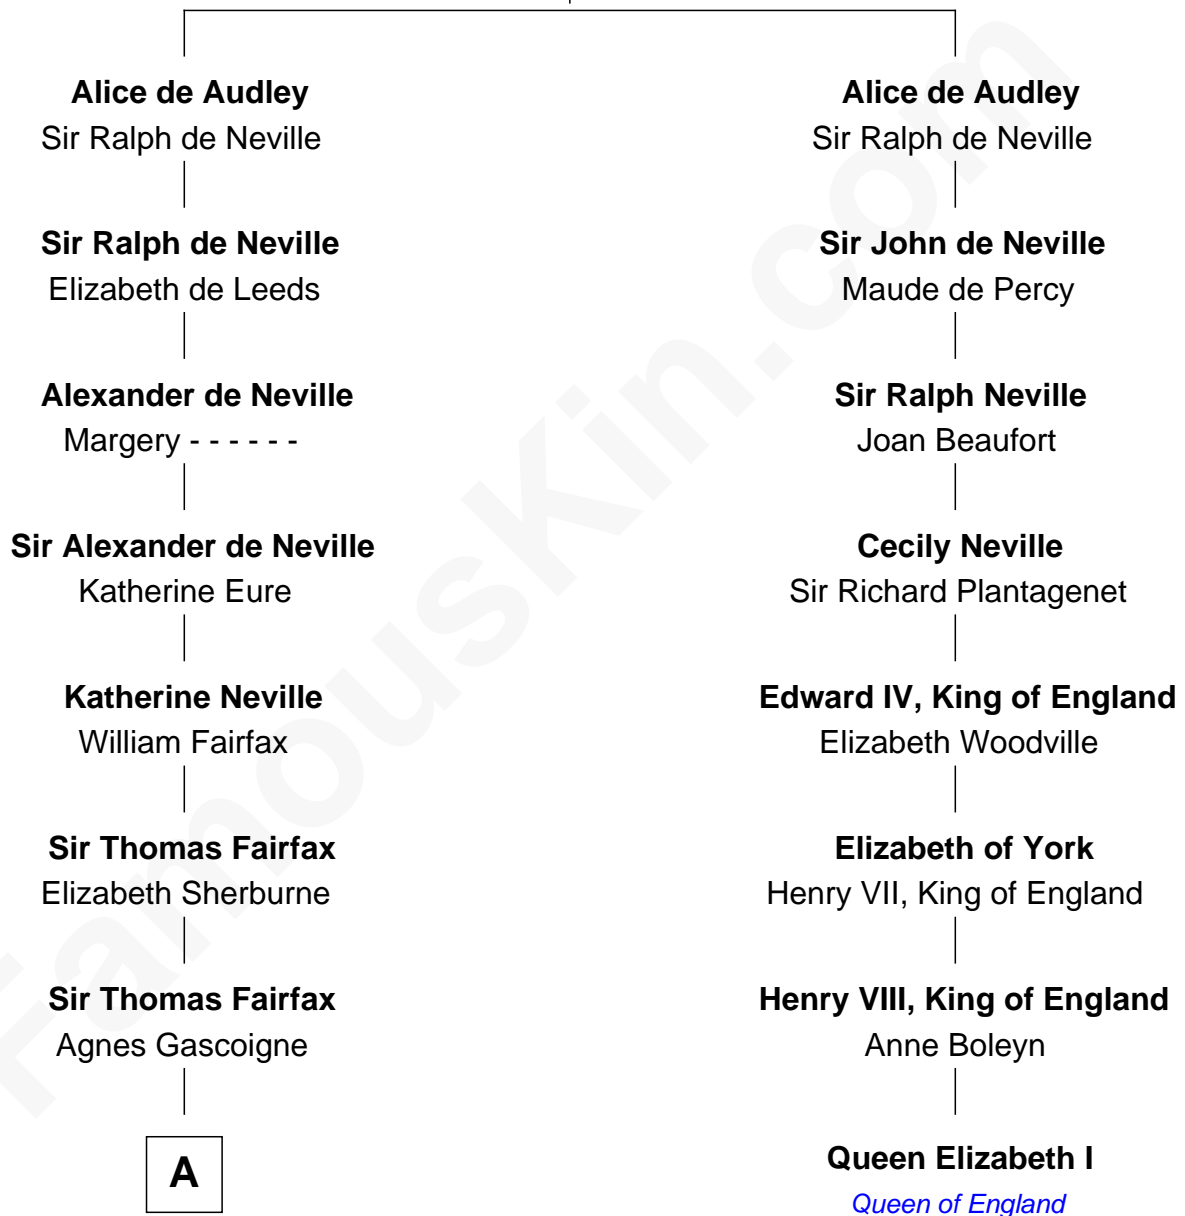 Alice de Audley
Sir Ralph de Neville
Sir Ralph de Neville
Elizabeth de Leeds
Alexander de Neville
Margery - - - - - -
Sir Alexander de Neville
Katherine Eure
Katherine Neville
William Fairfax
Sir Thomas Fairfax
Elizabeth Sherburne
Sir Thomas Fairfax
Agnes Gascoigne
A
Alice de Audley
Sir Ralph de Neville
Sir John de Neville
Maude de Percy
Sir Ralph Neville
Joan Beaufort
Cecily Neville
Sir Richard Plantagenet
Edward IV, King of England
Elizabeth Woodville
Elizabeth of York
Henry VII, King of England
Henry VIII, King of England
Anne Boleyn
Queen Elizabeth I
Queen of England
FamousKin.com